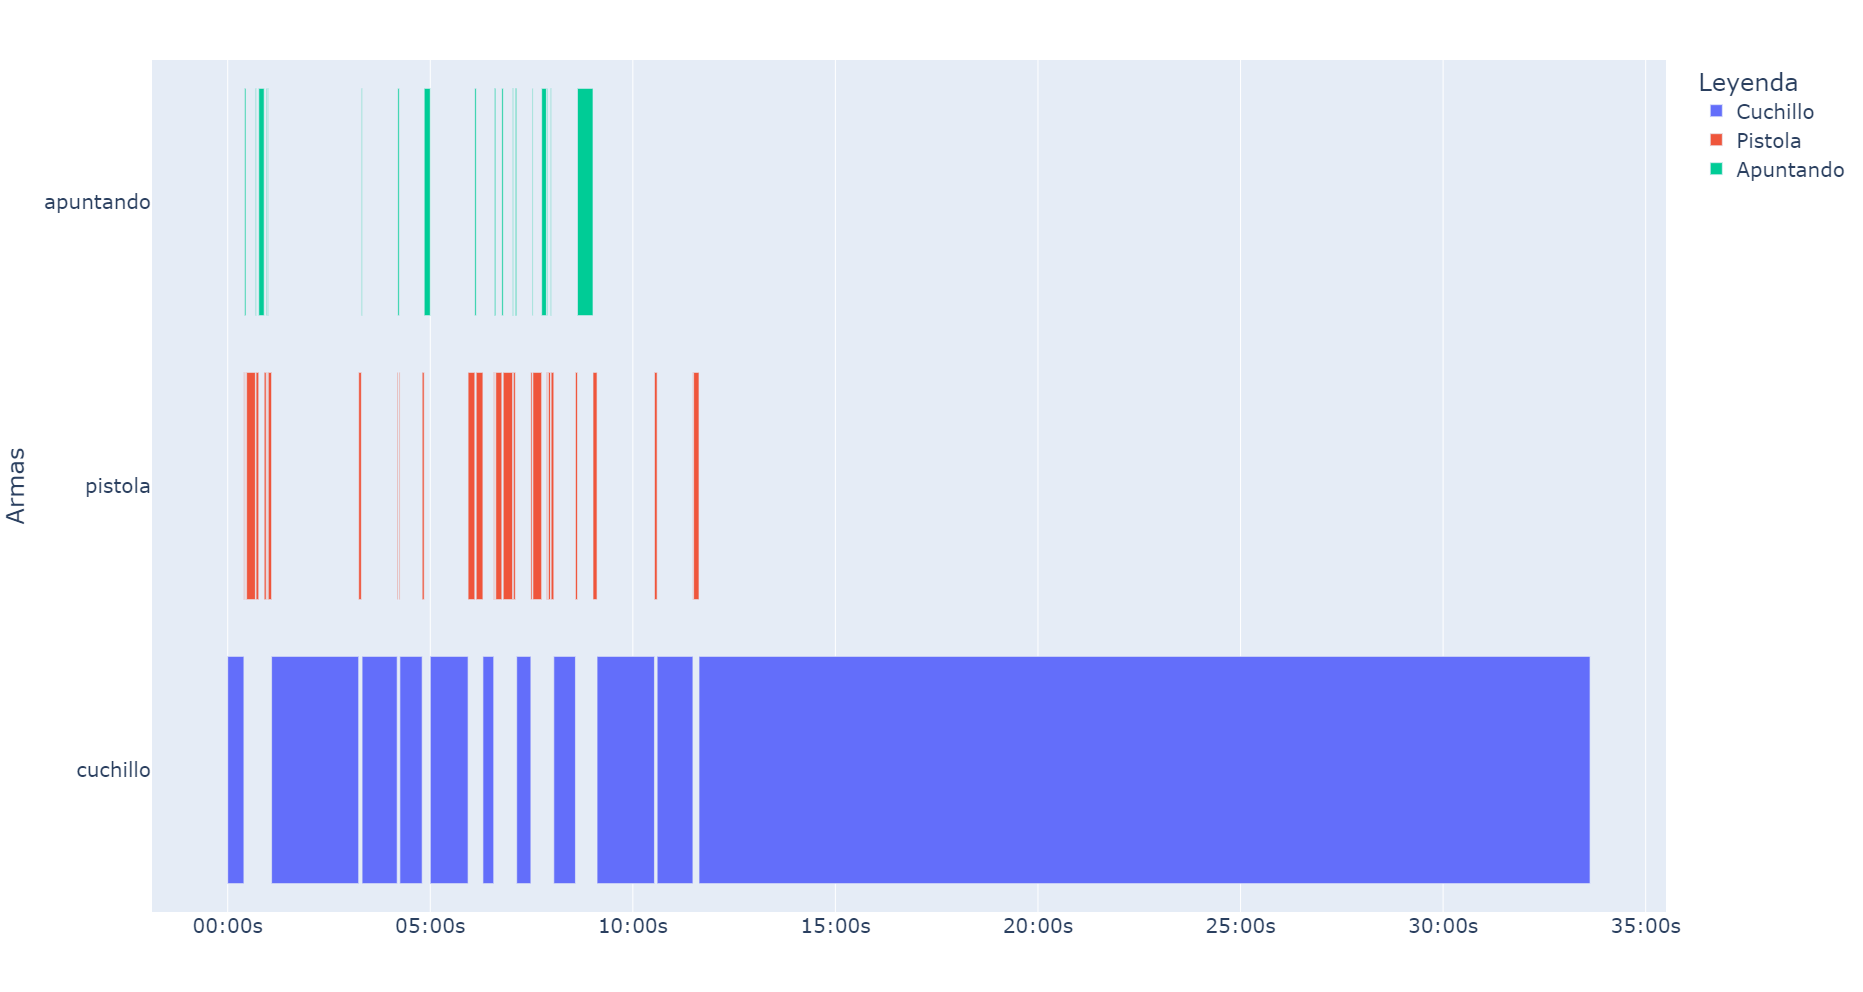 Leyenda
Cuchillo
Pistola
Apuntando
apuntando
pistola
cuchillo
Armas
00:00s
05:00s
10:00s
15:00s
20:00s
25:00s
30:00s
35:00s